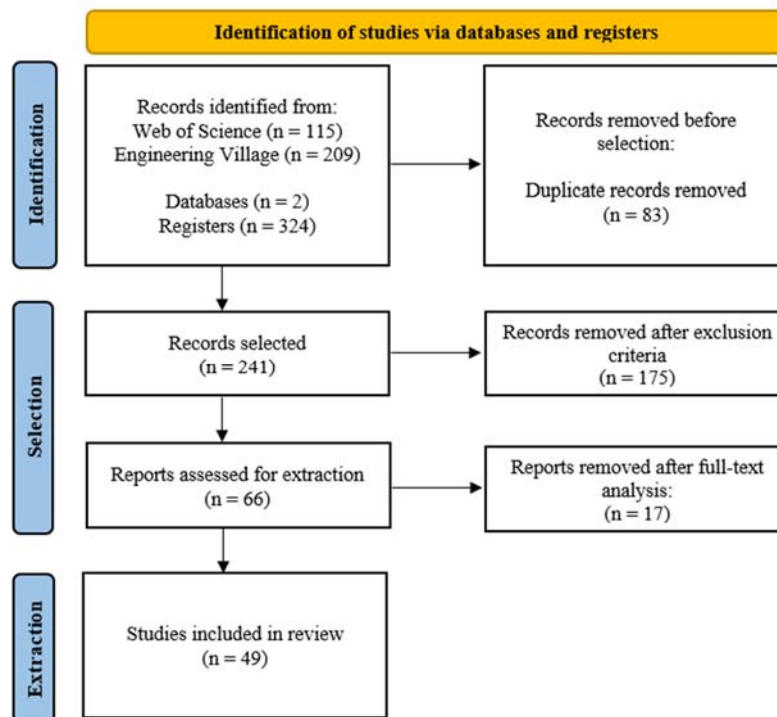 Identification of studies via databases and registers
Identification
Records identified from:
Web of Science (n = 115)
Engineering Village (n = 209)
Databases (n = 2)
Registers (n = 324)
Records removed before
selection:
Duplicate records removed
(n = 83)
Selection
Records selected
(n = 241)
Records removed after exclusion
criteria
(n = 175)
Reports assessed for extraction
(n = 66)
Reports removed after full-text
analysis:
(n = 17)
Extraction
Studies included in review
(n = 49)